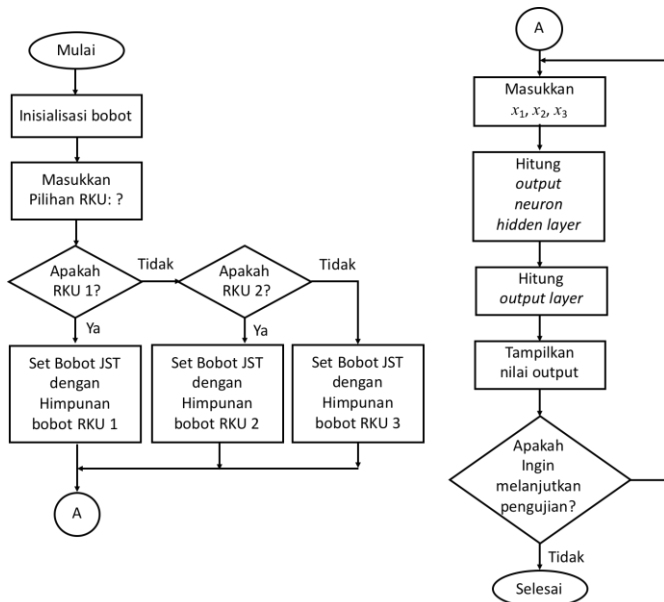 Mulai
Inisialisasi bobot
Masukkan
Pilihan RKU: ?
Apakah
RKU 1?
Tidak
Apakah
RKU 2?
Tidak
Ya
Ya
Set Bobot JST
dengan
Himpunan
bobot RKU 1
Set Bobot JST
dengan
Himpunan
bobot RKU 2
Set Bobot JST
dengan
Himpunan
bobot RKU 3
A
A
Masukkan
x₁, x₂, x₃
Hitung
output
neuron
hidden layer
Hitung
output layer
Tampilkan
nilai output
Apakah
Ingin
melanjutkan
pengujian?
Tidak
Selesai